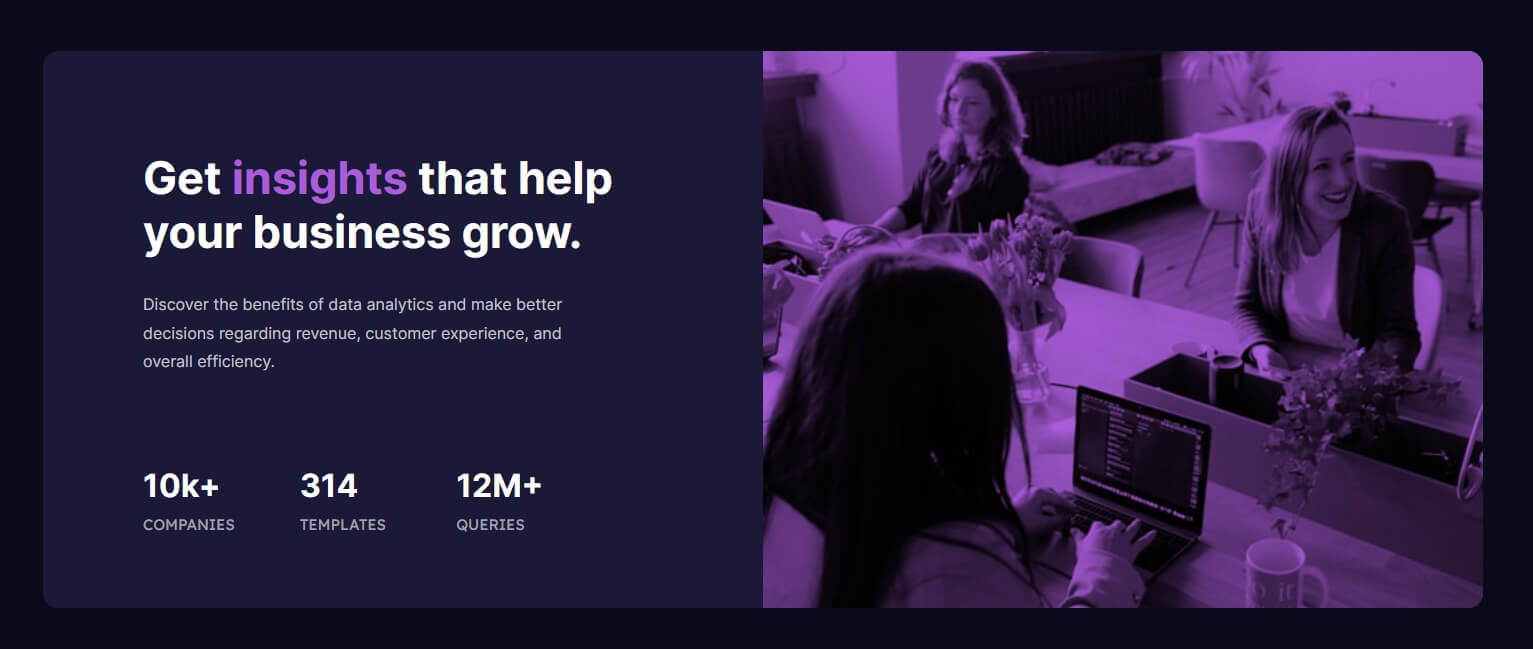 Get insights that help
your business grow.
Discover the benefits of data analytics and make better
decisions regarding revenue, customer experience, and
overall efficiency.
10k+ 314 12M+
COMPANIES TEMPLATES QUERIES